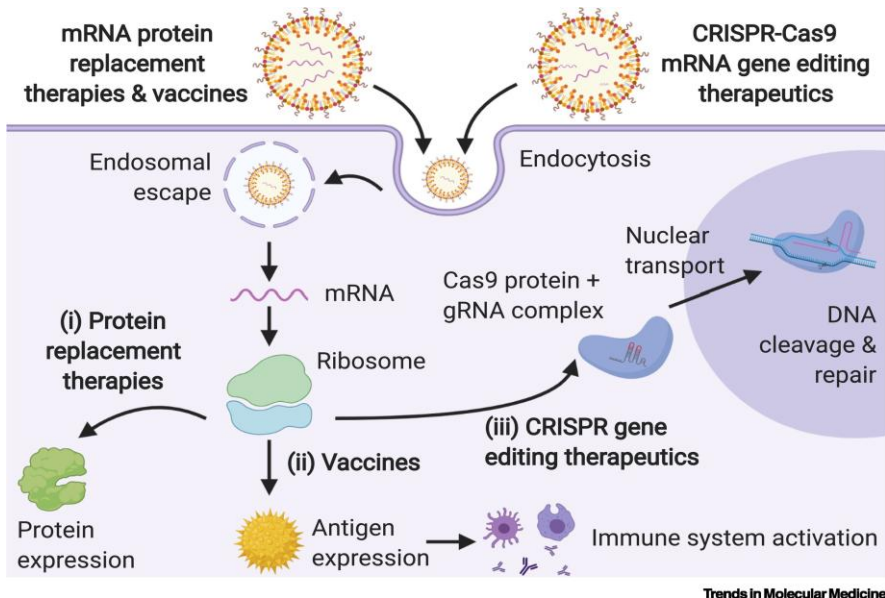 mRNA protein
replacement
therapies & vaccines
CRISPR-Cas9
mRNA gene editing
therapeutics
Endosomal
escape
Endocytosis
mRNA
Nuclear
transport
Cas9 protein +
gRNA complex
DNA
cleavage &
repair
(i) Protein
replacement
therapies
Ribosome
(ii) Vaccines
(iii) CRISPR gene
editing therapeutics
Protein
expression
Antigen
expression
Immune system activation
Trends in Molecular Medicine